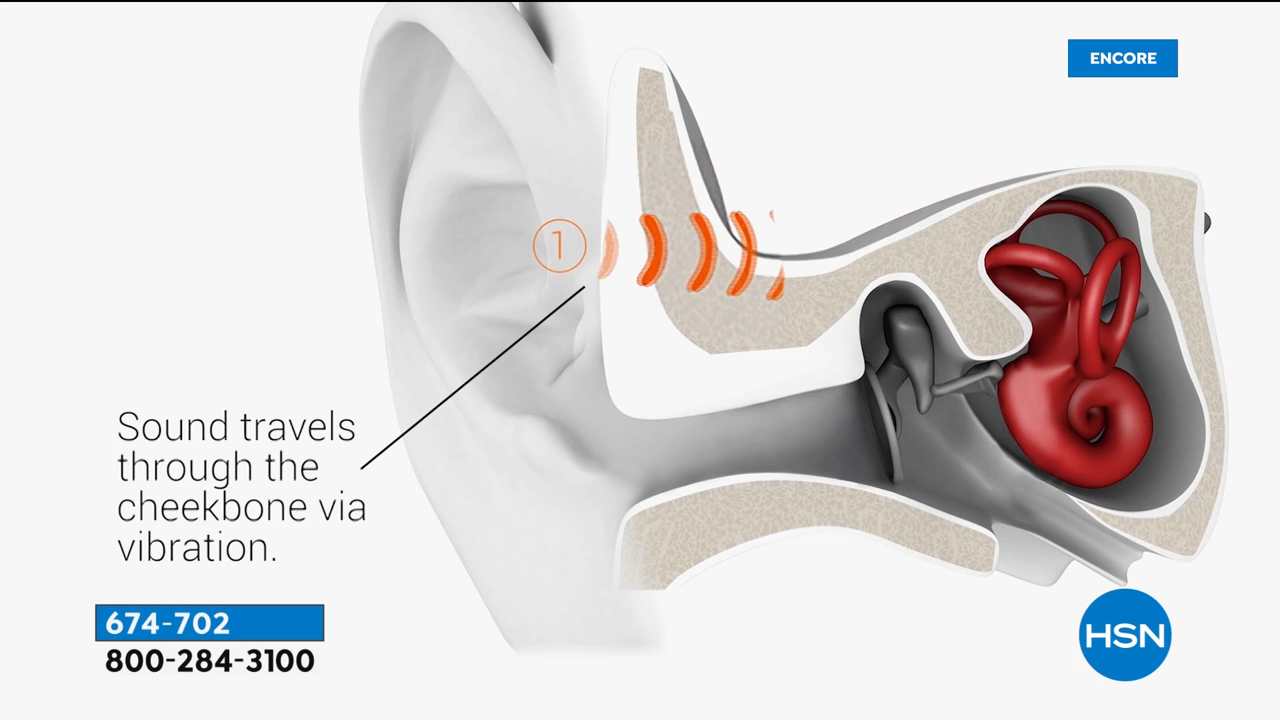 ENCORE
1
Sound travels
through the
cheekbone via
vibration.
674-702
800-284-3100
HSN